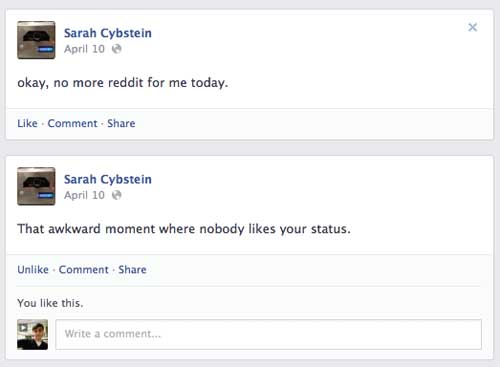 Sarah Cybstein
April 10
okay, no more reddit for me today.
Like · Comment · Share
Sarah Cybstein
April 10
That awkward moment where nobody likes your status.
Unlike · Comment · Share
You like this.
Write a comment...